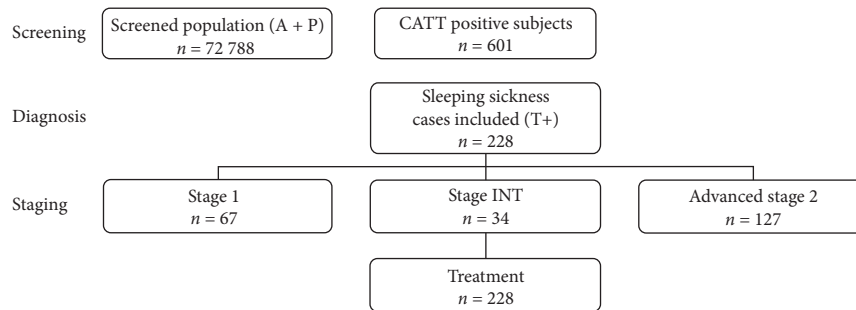 Screening
Screened population (A + P)
n = 72 788
CATT positive subjects
n = 601
Diagnosis
Sleeping sickness
cases included (T+)
n = 228
Staging
Stage 1
n = 67
Stage INT
n = 34
Advanced stage 2
n = 127
Treatment
n = 228